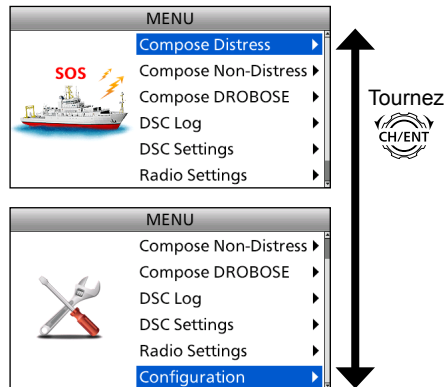 MENU
SOS
Compose Distress
Compose Non-Distress
Compose DROBOSE
DSC Log
DSC Settings
Radio Settings
Tournez
CH/ENT
MENU
Compose Non-Distress
Compose DROBOSE
DSC Log
DSC Settings
Radio Settings
Configuration